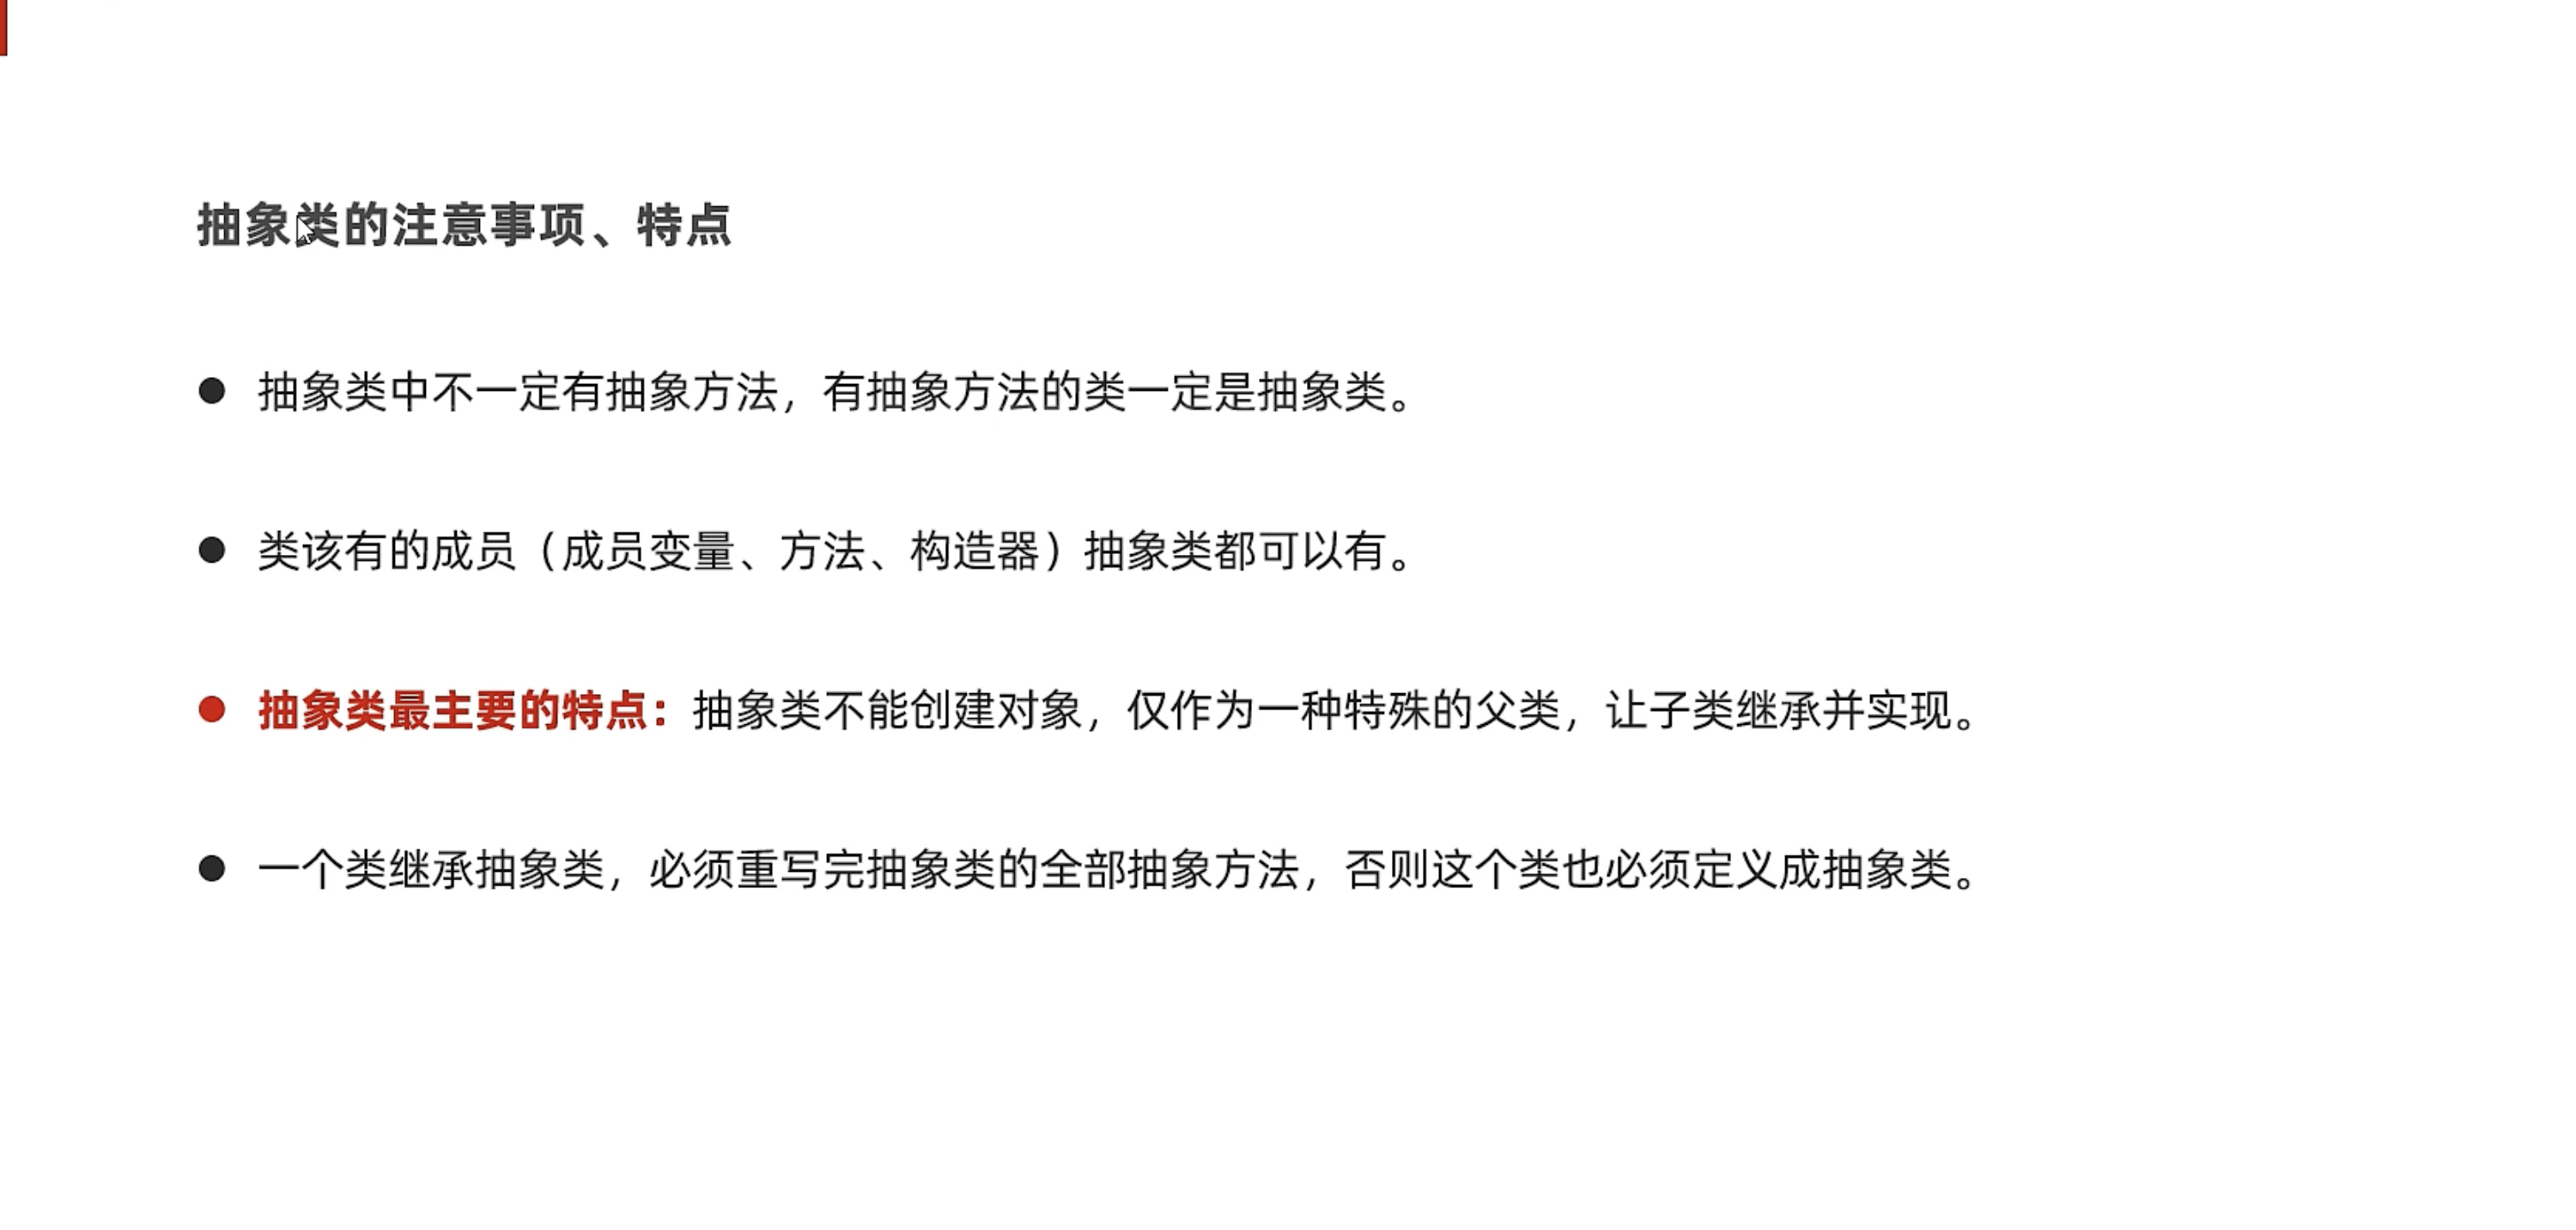 抽象类的注意事项、特点
抽象类中不一定有抽象方法，有抽象方法的类一定是抽象类。
类该有的成员（成员变量、方法、构造器）抽象类都可以有。
抽象类最主要的特点：抽象类不能创建对象，仅作为一种特殊的父类，让子类继承并实现。
一个类继承抽象类，必须重写完抽象类的全部抽象方法，否则这个类也必须定义成抽象类。